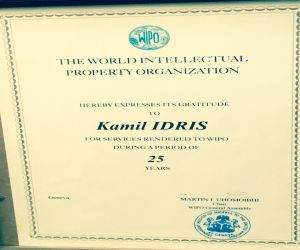 WIPO
THE WORLD INTELLECTUAL
PROPERTY ORGANIZATION
HEREBY EXPRESSES ITS GRATITUDE
TO
Kamil IDRIS
FOR SERVICES RENDERED TO WIPO
DURING A PERIOD OF
25
YEARS
Geneva,
MARTIN I. UHOMOIBHI
Chair
WIPO General Assembly